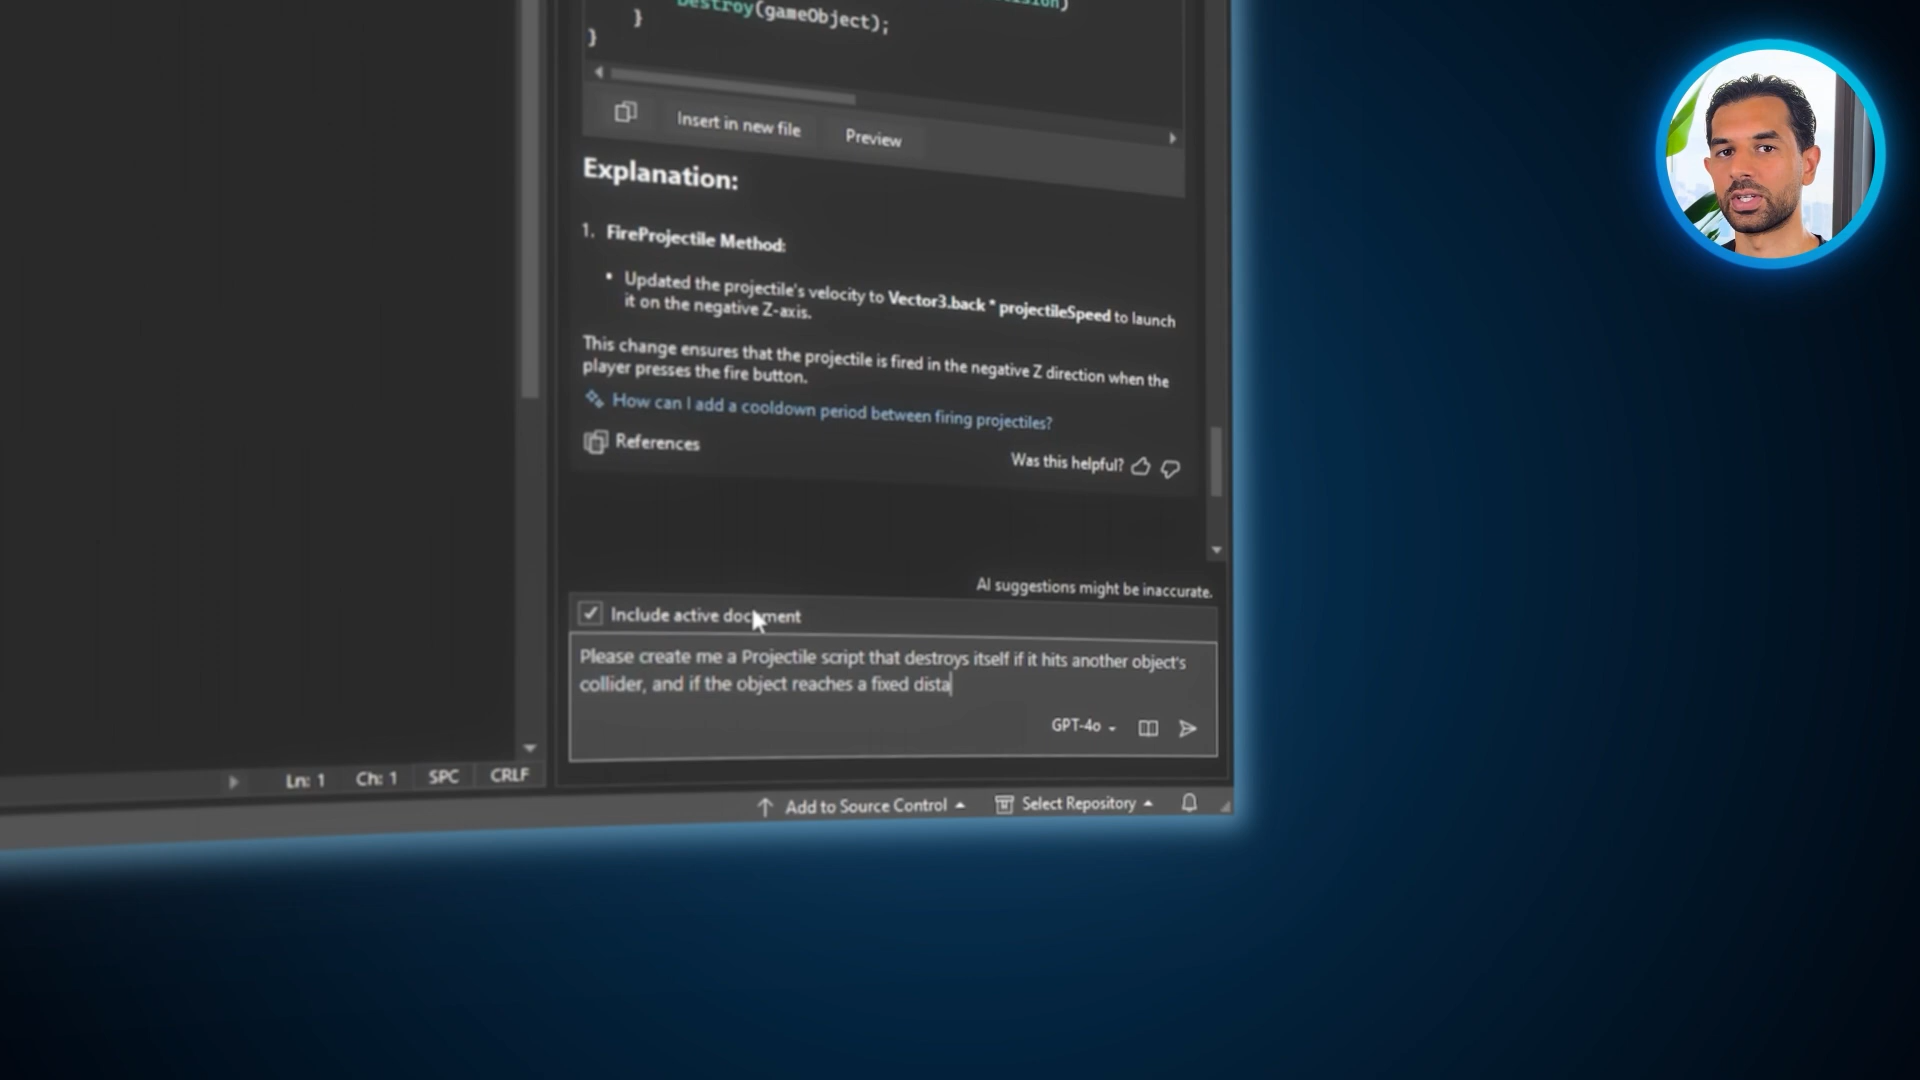 Destroy(gameObject);
}
}
Insert in new file
Preview
Explanation:
1. FireProjectile Method:
• Updated the projectile's velocity to Vector3.back * projectileSpeed to launch
it on the negative Z-axis.
This change ensures that the projectile is fired in the negative Z direction when the
player presses the fire button.
How can I add a cooldown period between firing projectiles?
References
Was this helpful?
AI suggestions might be inaccurate.
Include active document
Please create me a Projectile script that destroys itself if it hits another object's
collider, and if the object reaches a fixed dista
GPT-4o
Ln: 1 Ch: 1 SPC CRLF
Add to Source Control
Select Repository